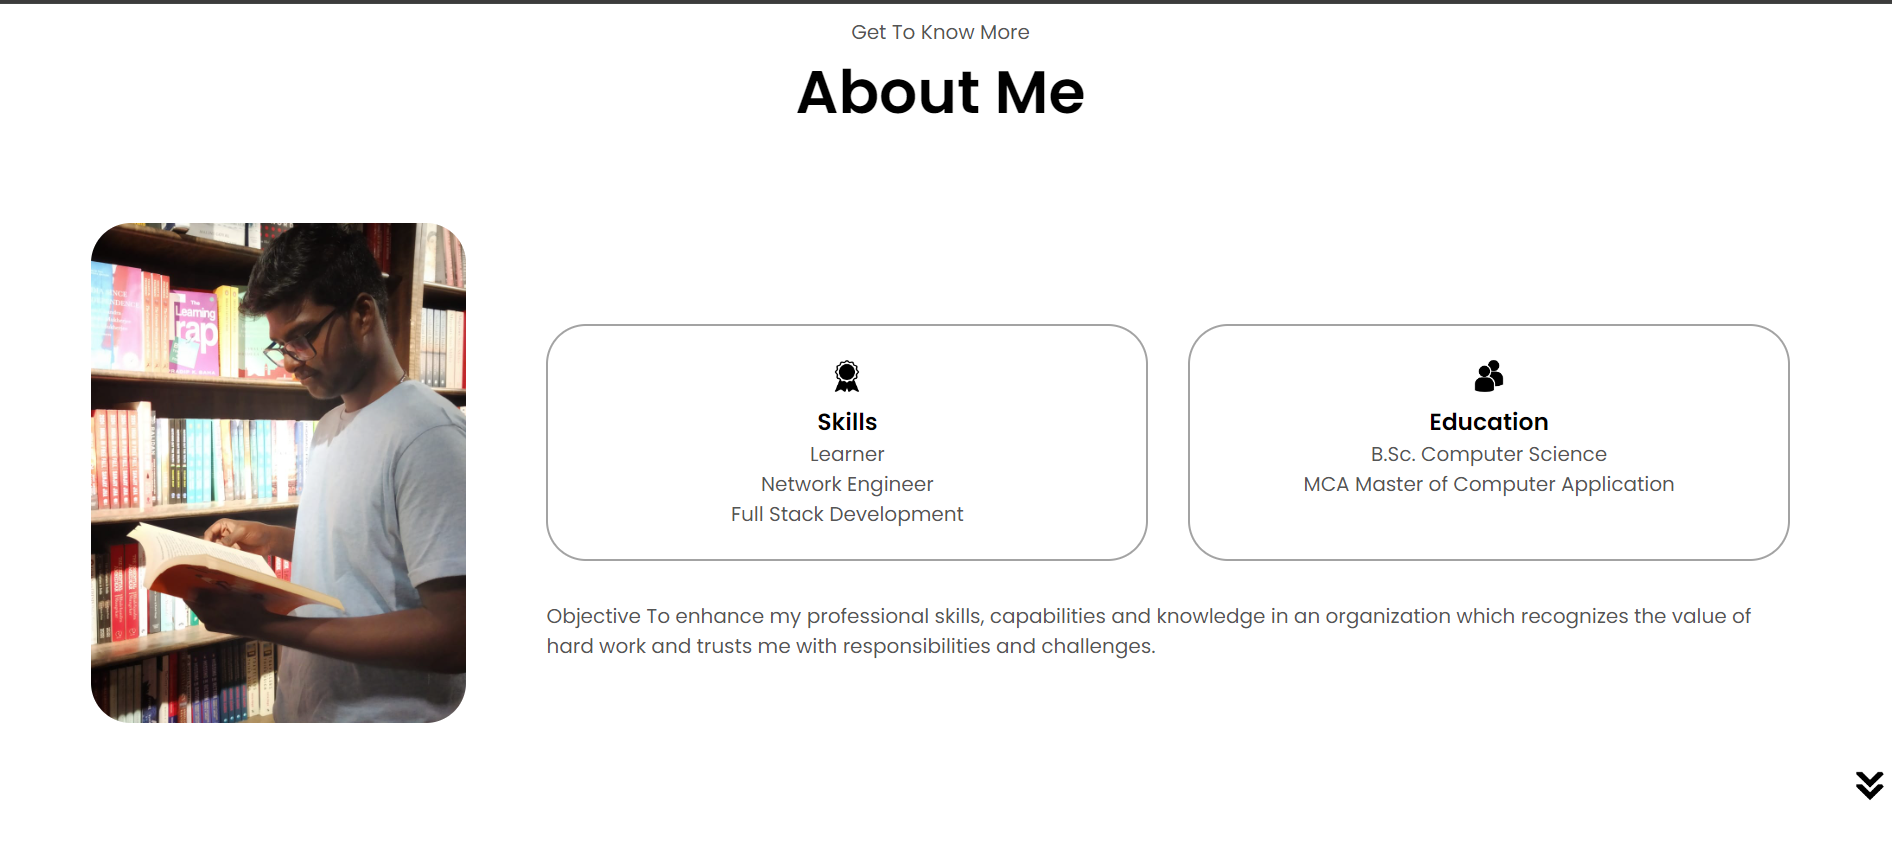 Get To Know More
About Me
The
Learning
rap
Skills
Learner
Network Engineer
Full Stack Development
Education
B.Sc. Computer Science
MCA Master of Computer Application
Objective To enhance my professional skills, capabilities and knowledge in an organization which recognizes the value of
hard work and trusts me with responsibilities and challenges.